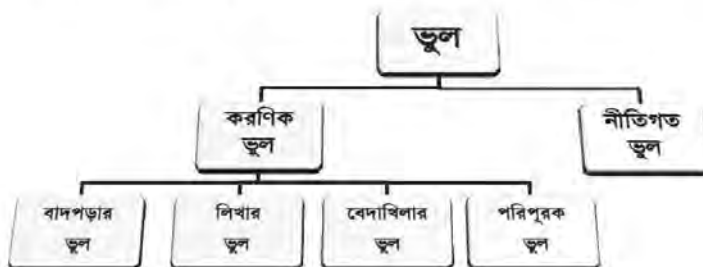 ভুল
করণিক
ভুল
নীতিগত
ভুল
বাদপড়ার
ভুল
লিখার
ভুল
বেদাখিলার
ভুল
পরিপূরক
ভুল